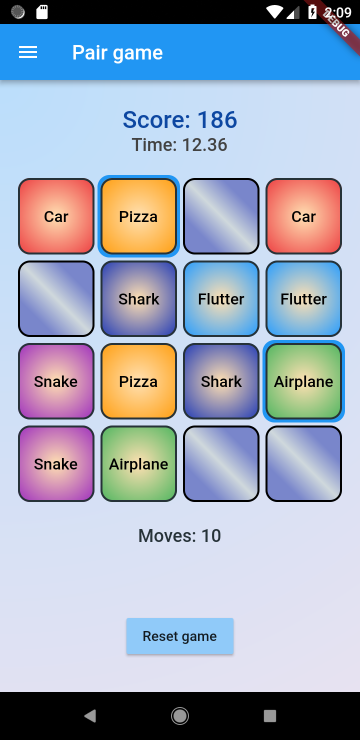 2:09
DEBUG
Pair game
Score: 186
Time: 12.36
Car Pizza Car
Shark Flutter Flutter
Snake Pizza Shark Airplane
Snake Airplane
Moves: 10
Reset game